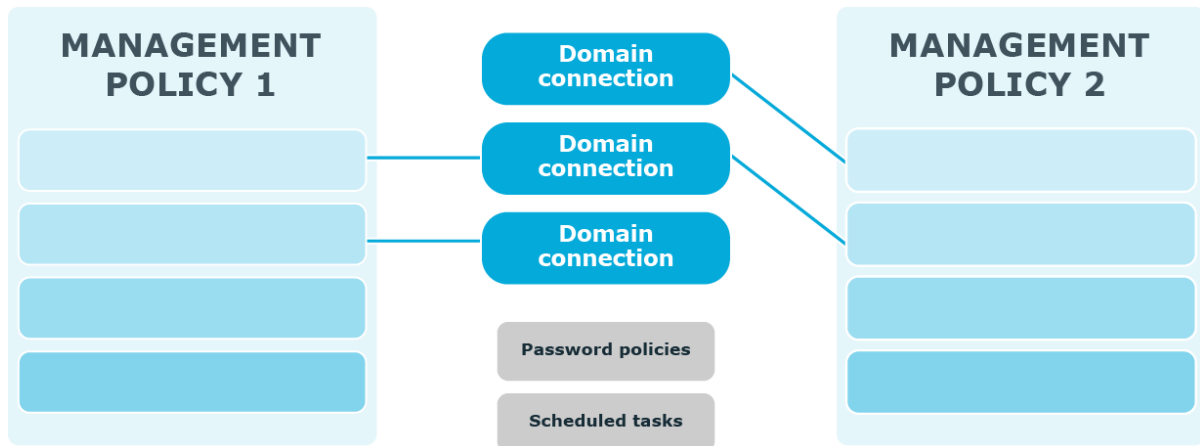 MANAGEMENT
POLICY 1
Domain
connection
Domain
connection
Domain
connection
Password policies
Scheduled tasks
MANAGEMENT
POLICY 2